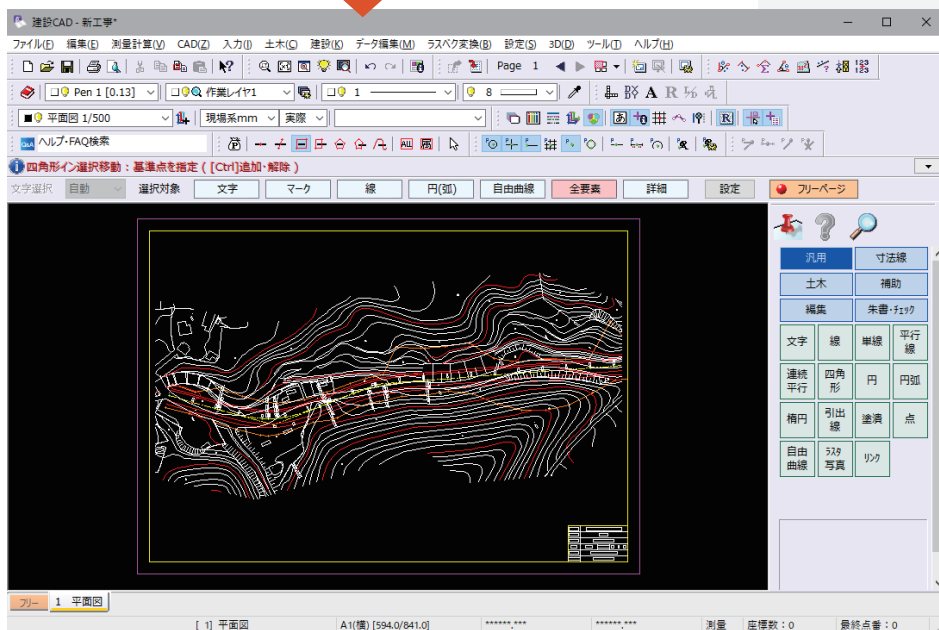 建設CAD - 新工事*
ファイル(F) 編集(E) 測量計算(V) CAD(Z) 入力(I) 土木(C) 建設(K) データ編集(M) ラスベク変換(B) 設定(S) 3D(D) ツール(T) ヘルプ(H)
Page 1
Pen 1 [0.13] 作業レイヤ1 1 8 A R
平面図 1/500 現場系mm 実際
Q&A ヘルプ・FAQ検索
四角形イン選択移動：基準点を指定 ( [Ctrl]追加・解除 )
文字選択 自動 選択対象 文字 マーク 線 円(弧) 自由曲線 全要素 詳細 設定 フリーページ
汎用 寸法線
土木 補助
編集 朱書・ﾁｪｯｸ
文字 線 単線 平行線
連続平行 四角形 円 円弧
楕円 引出線 塗潰 点
自由曲線 ﾗｽﾀ写真 ﾘﾝｸ
フリー 1 平面図
[ 1] 平面図 A1(横) [594.0/841.0] ******.*** ******.*** 測量 座標数：0 最終点番：0